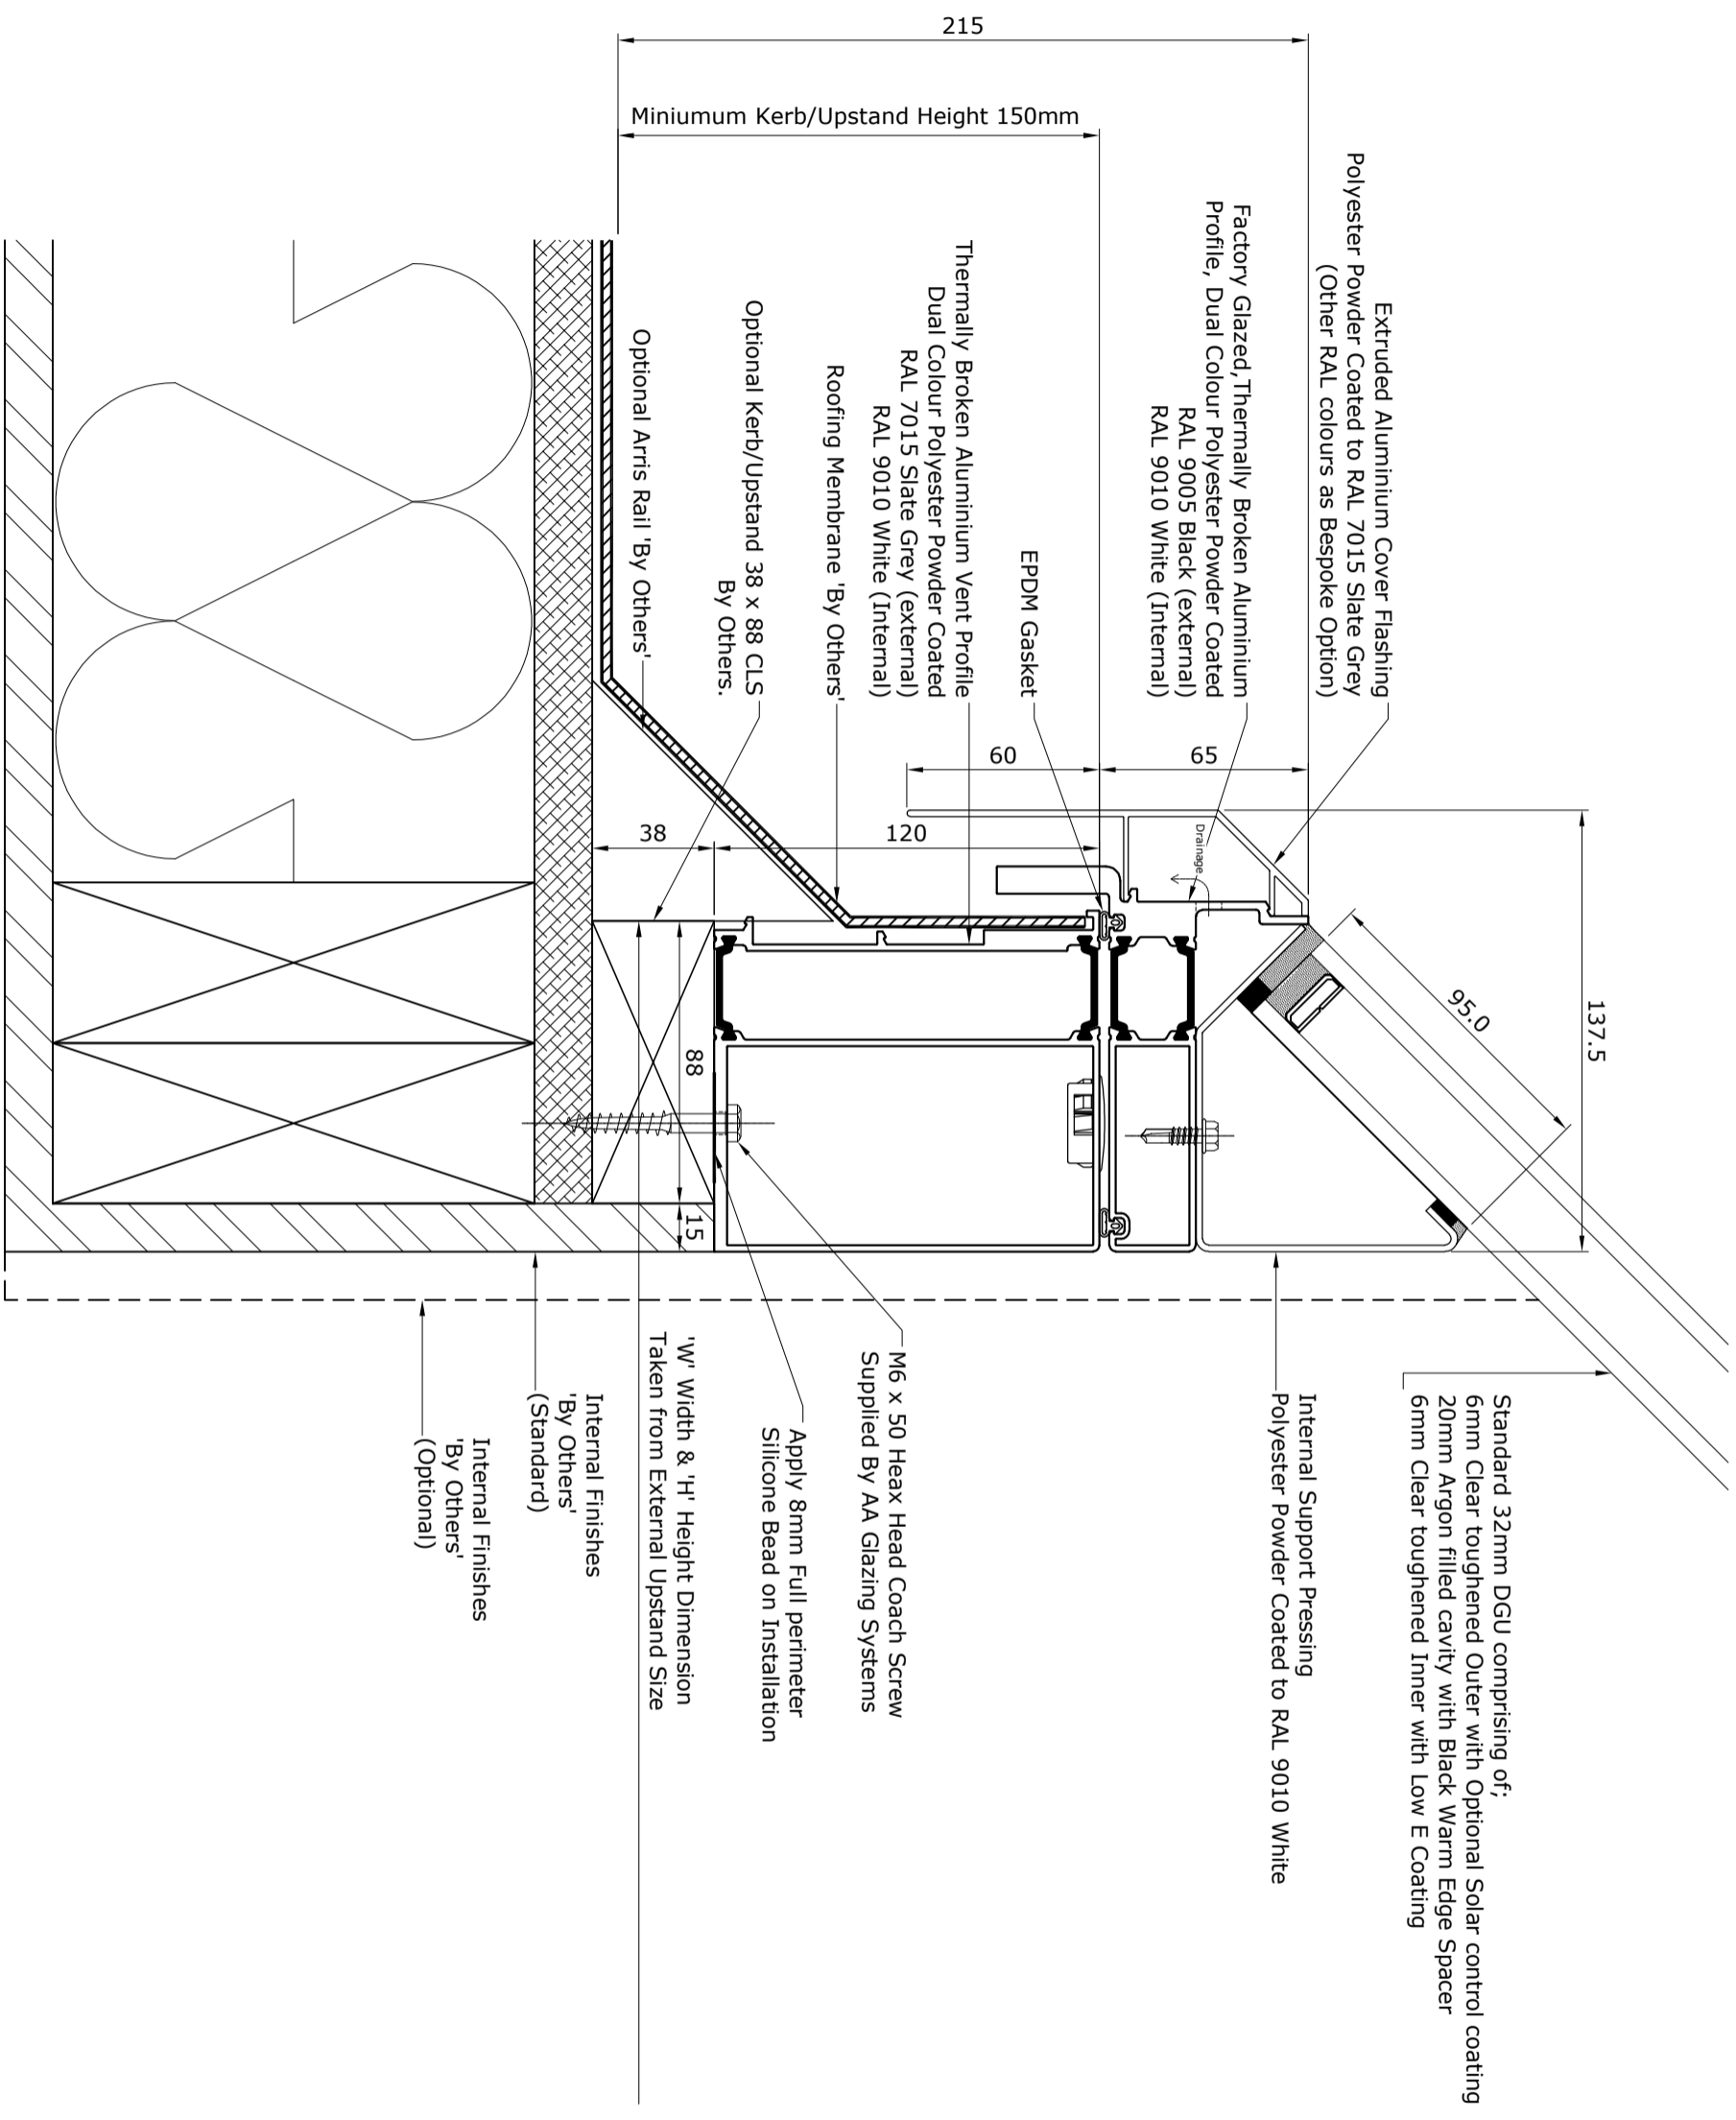 215
Miniumum Kerb/Upstand Height 150mm
Extruded Aluminium Cover Flashing
Polyester Powder Coated to RAL 7015 Slate Grey
(Other RAL colours as Bespoke Option)
Factory Glazed,Thermally Broken Aluminium
Profile, Dual Colour Polyester Powder Coated
RAL 9005 Black (external)
RAL 9010 White (Internal)
EPDM Gasket
Thermally Broken Aluminium Vent Profile
Dual Colour Polyester Powder Coated
RAL 7015 Slate Grey (external)
RAL 9010 White (Internal)
Roofing Membrane 'By Others'
Optional Kerb/Upstand 38 x 88 CLS
By Others.
Optional Arris Rail 'By Others'
60
65
38
120
Drainage
137.5
95.0
88
15
Standard 32mm DGU comprising of;
6mm Clear toughened Outer with Optional Solar control coating
20mm Argon filled cavity with Black Warm Edge Spacer
6mm Clear toughened Inner with Low E Coating
Internal Support Pressing
Polyester Powder Coated to RAL 9010 White
M6 x 50 Heax Head Coach Screw
Supplied By AA Glazing Systems
Apply 8mm Full perimeter
Silicone Bead on Installation
'W' Width & 'H' Height Dimension
Taken from External Upstand Size
Internal Finishes
'By Others'
(Standard)
Internal Finishes
'By Others'
(Optional)